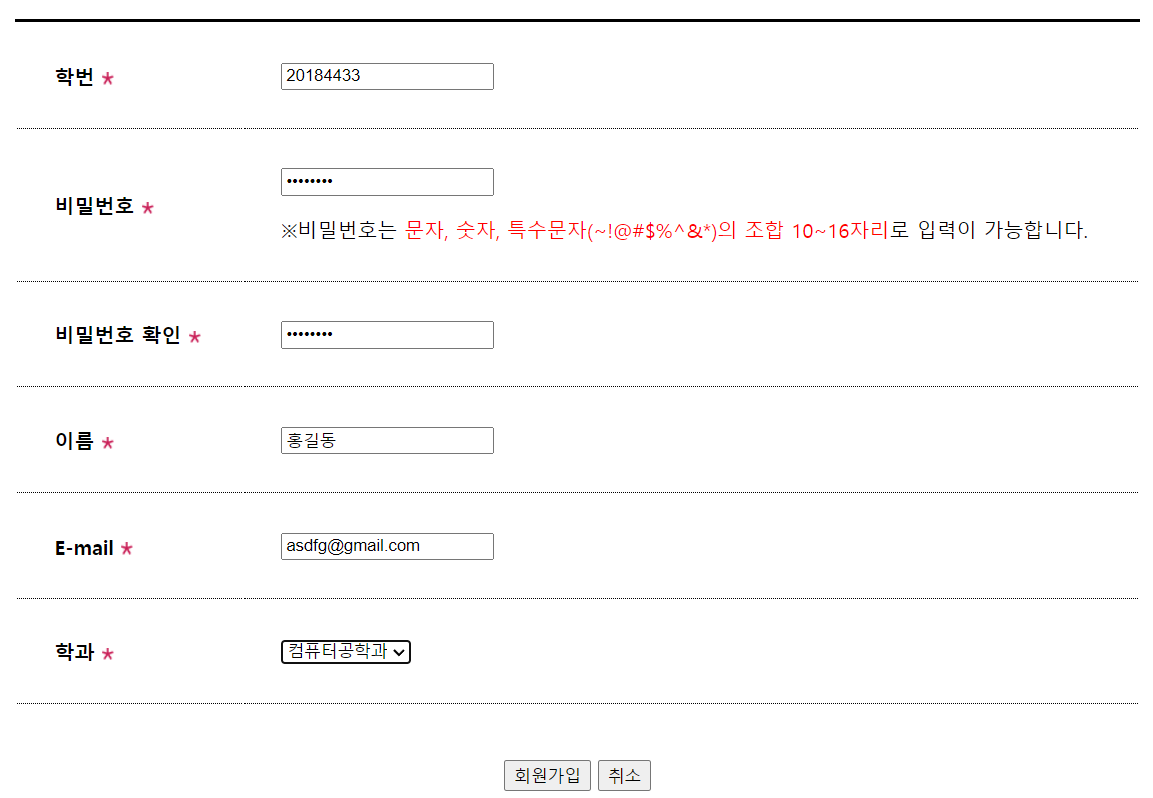 학번 *
20184433
비밀번호 *
••••••••
※비밀번호는 문자, 숫자, 특수문자(~!@#$%^&*)의 조합 10~16자리로 입력이 가능합니다.
비밀번호 확인 *
••••••••
이름 *
홍길동
E-mail *
asdfg@gmail.com
학과 *
컴퓨터공학과
회원가입 취소